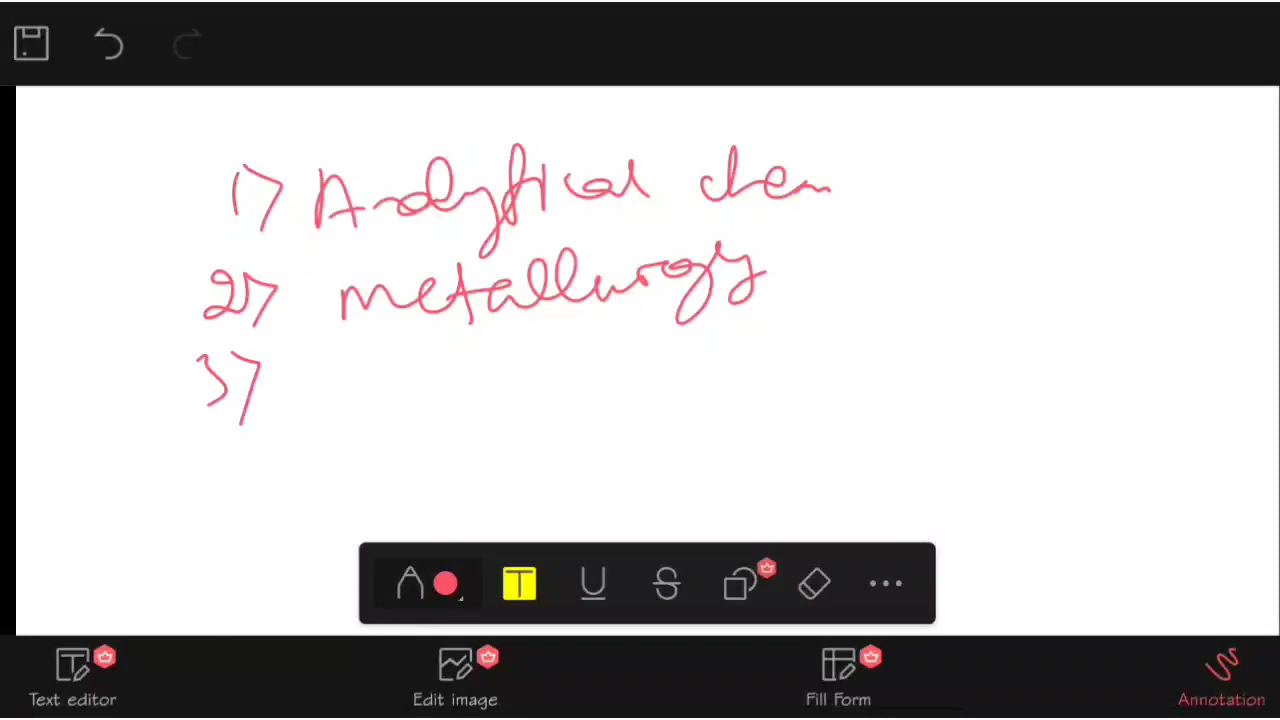 1) Analytical chem
2) metallurgy
3)
T
U
S
Text editor
Edit image
Fill Form
Annotation